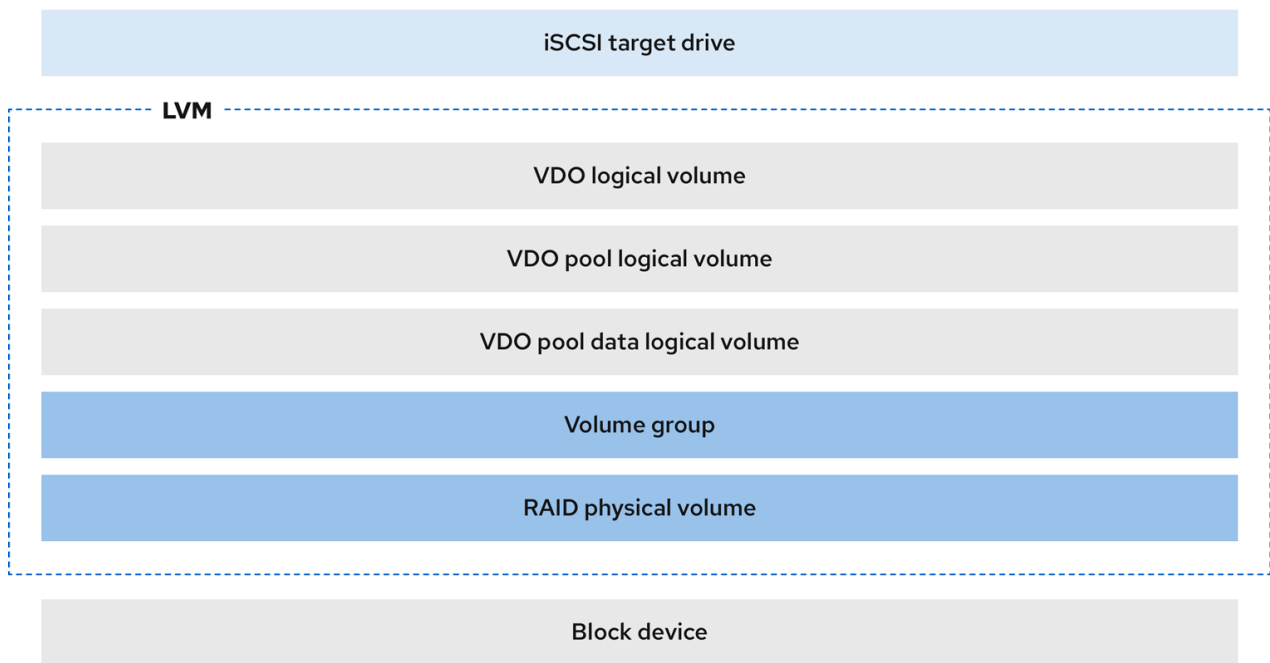 iSCSI target drive
LVM
VDO logical volume
VDO pool logical volume
VDO pool data logical volume
Volume group
RAID physical volume
Block device